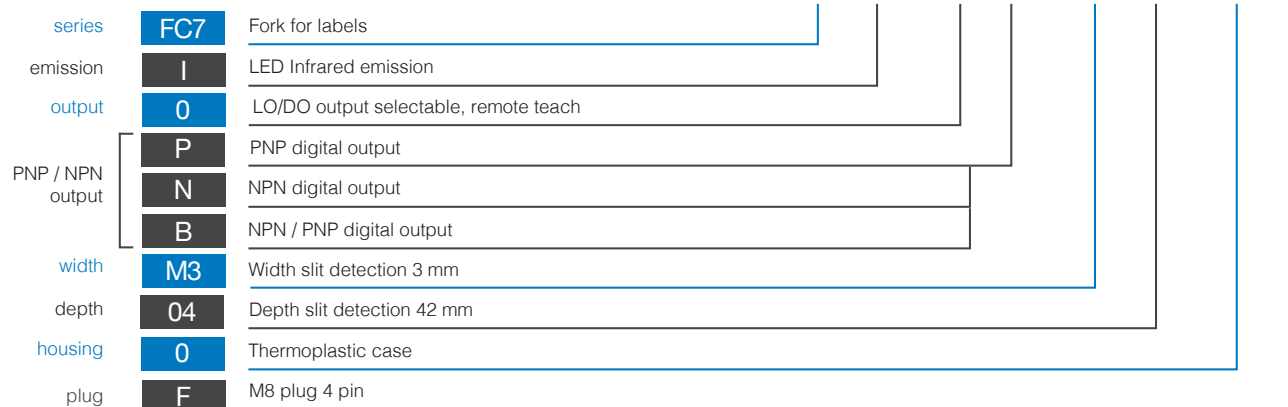 series FC7 Fork for labels
emission I LED Infrared emission
output 0 LO/DO output selectable, remote teach
P PNP digital output
PNP / NPN
output
N NPN digital output
B NPN / PNP digital output
width M3 Width slit detection 3 mm
depth 04 Depth slit detection 42 mm
housing 0 Thermoplastic case
plug F M8 plug 4 pin